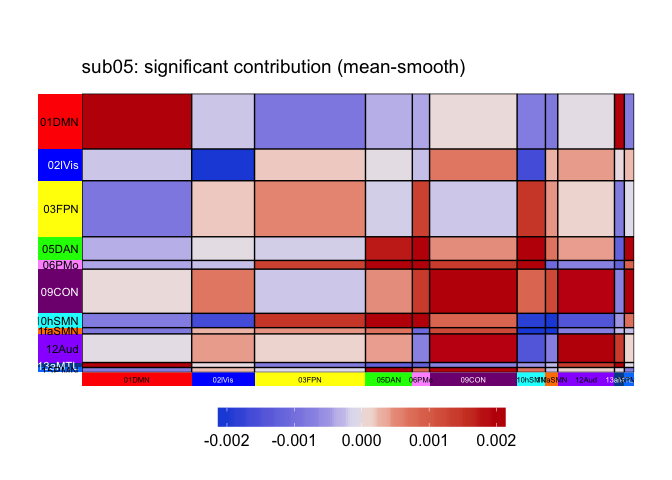 sub05: significant contribution (mean-smooth)
01DMN
02lVis
03FPN
05DAN
06PMo
09CON
10hSMN
12Aud
01DMN
02lVis
03FPN
05DAN
06PMo
09CON
10hSMN
12Aud
-0.002 -0.001 0.000 0.001 0.002